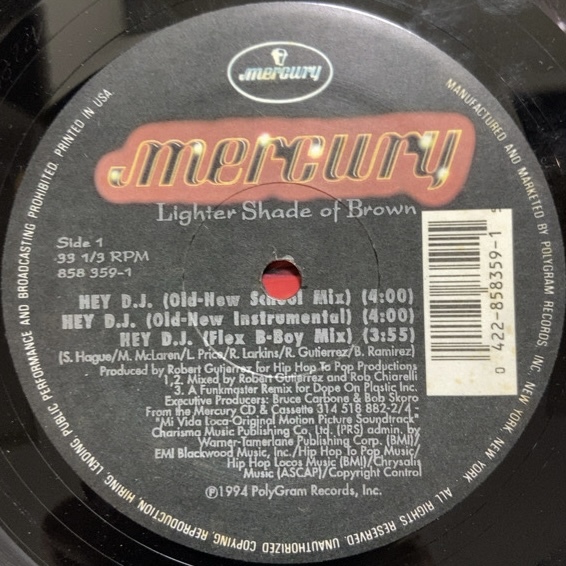 mercury
mercury
Lighter Shade of Brown
Side 1
33 1/3 RPM
858 359-1
HEY D.J. (Old-New School Mix) (4:00)
HEY D.J. (Old-New Instrumental) (4:00)
HEY D.J. (Flex B-Boy Mix) (3:55)
(S. Hague/M. McLaren/L. Price/R. Larkins/R. Gutierrez/B. Ramirez)
Produced by Robert Gutierrez for Hip Hop To Pop Productions
1, 2. Mixed by Robert Gutierrez and Rob Chiarelli
3. A Funkmaster Remix for Dope On Plastic Inc.
Executive Producers: Bruce Carbone & Bob Skoro
From the Mercury CD & Cassette 314 518 882-2/4 -
"Mi Vida Loca-Original Motion Picture Soundtrack"
Charisma Music Publishing Co. Ltd. (PRS) admin. by
Warner-Tamerlane Publishing Corp. (BMI)/
EMI Blackwood Music, Inc./Hip Hop To Pop Music/
Hip Hop Locos Music (BMI)/Chrysalis
Music (ASCAP)/Copyright Control
℗1994 PolyGram Records, Inc.
0 422-858359-1 5
MANUFACTURED AND MARKETED BY POLYGRAM RECORDS, INC. NEW YORK, NEW YORK. ALL RIGHTS RESERVED. UNAUTHORIZED COPYING, REPRODUCTION, HIRING, LENDING, PUBLIC PERFORMANCE AND BROADCASTING PROHIBITED. PRINTED IN USA.